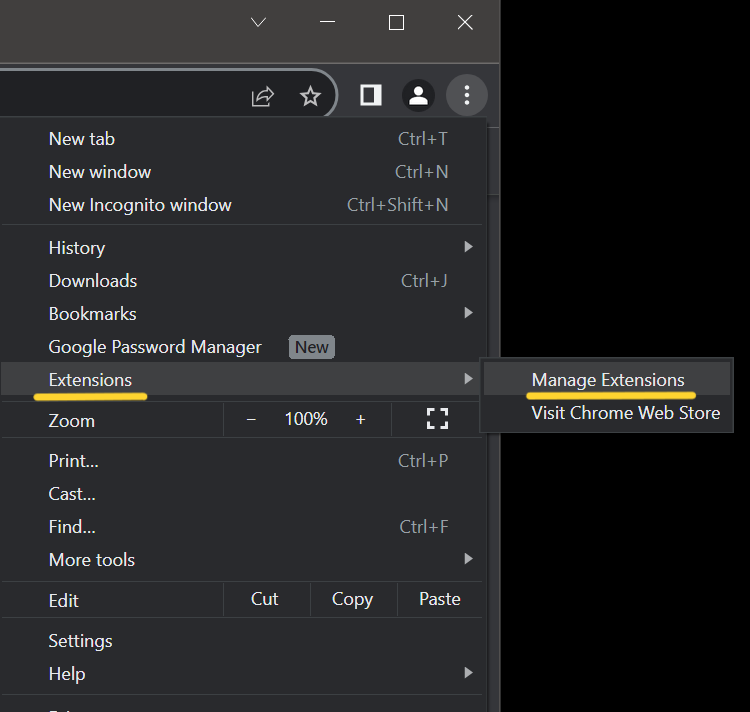 New tab Ctrl+T
New window Ctrl+N
New Incognito window Ctrl+Shift+N
History
Downloads Ctrl+J
Bookmarks
Google Password Manager New
Extensions
Manage Extensions
Visit Chrome Web Store
Zoom − 100% +
Print... Ctrl+P
Cast...
Find... Ctrl+F
More tools
Edit Cut Copy Paste
Settings
Help